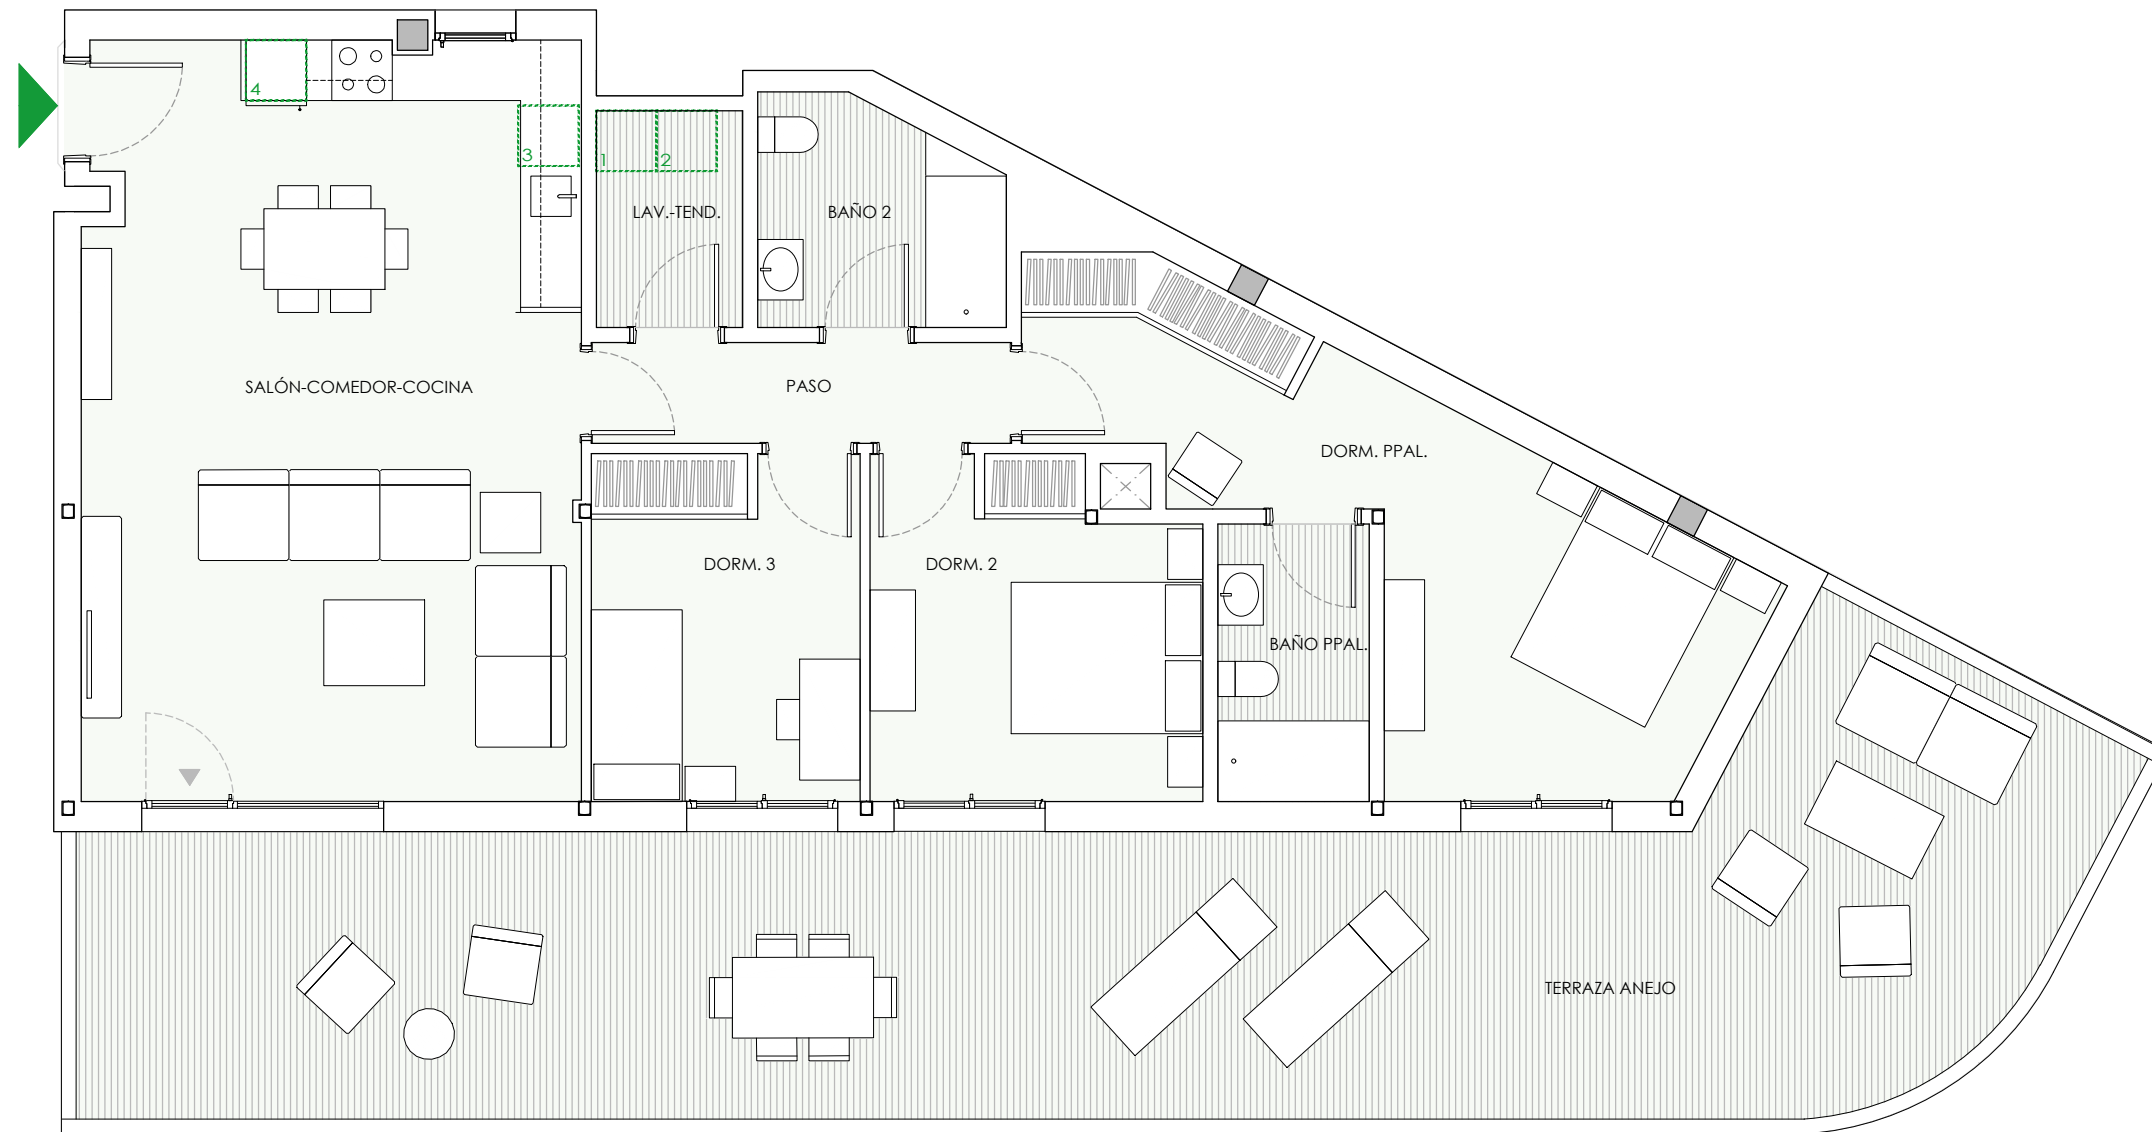 4
3
1
2
LAV.-TEND.
BAÑO 2
SALÓN-COMEDOR-COCINA
PASO
DORM. PPAL.
DORM. 3
DORM. 2
BAÑO PPAL.
TERRAZA ANEJO